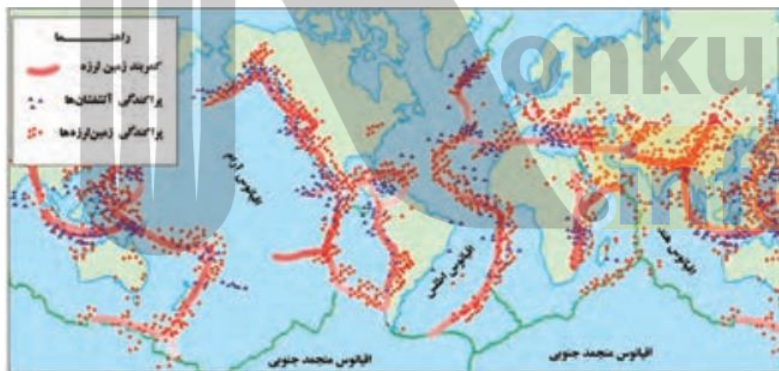 راهنما
کمربند زمین لرزه
پراکندگی آتشفشان‌ها
پراکندگی زمین‌لرزه‌ها
اقیانوس آرام
اقیانوس اطلس
اقیانوس هند
اقیانوس منجمد جنوبی
اقیانوس منجمد جنوبی
onku